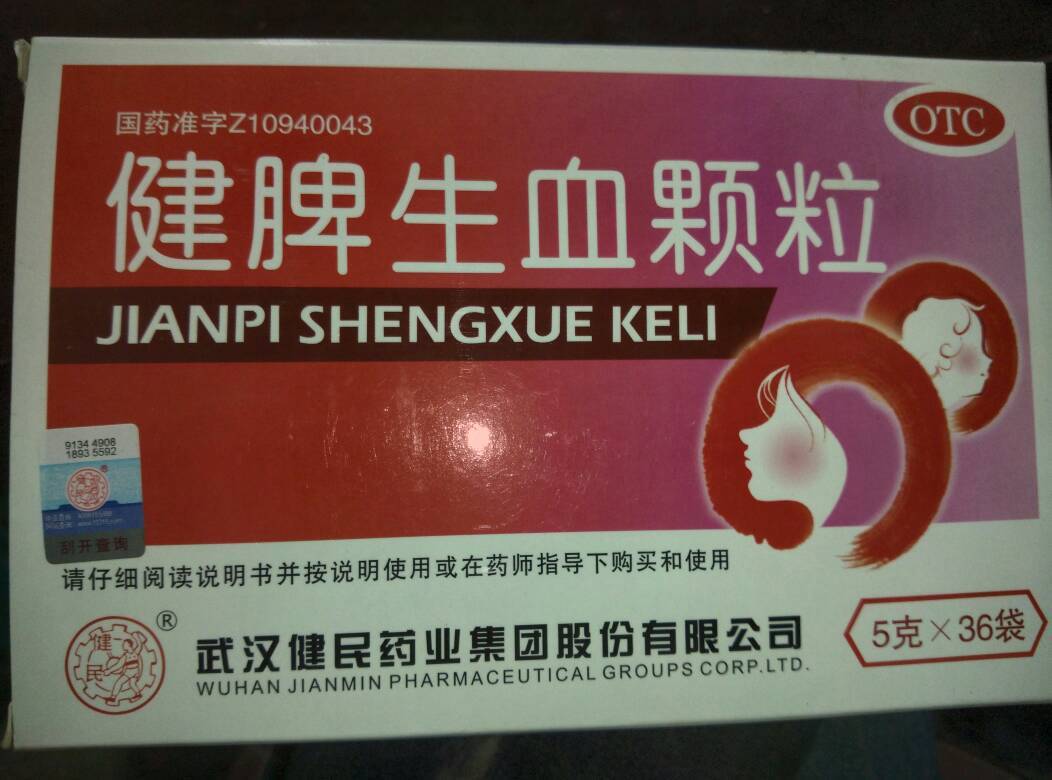 国药准字Z10940043
OTC
健脾生血颗粒
JIANPI SHENGXUE KELI
9134 4908
1893 5592
刮开查询
请仔细阅读说明书并按说明使用或在药师指导下购买和使用
健
民
®
武汉健民药业集团股份有限公司
WUHAN JIANMIN PHARMACEUTICAL GROUPS CORP.LTD.
5克×36袋